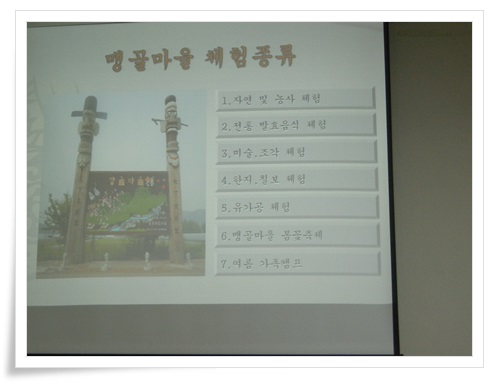 맹골마을 체험종류
1.자연 및 농사 체험
2.전통 발효음식 체험
3.미술,조각 체험
4.한지,칠보 체험
5.유가공 체험
6.맹골마을 봄꽃축제
7.여름 가족캠프